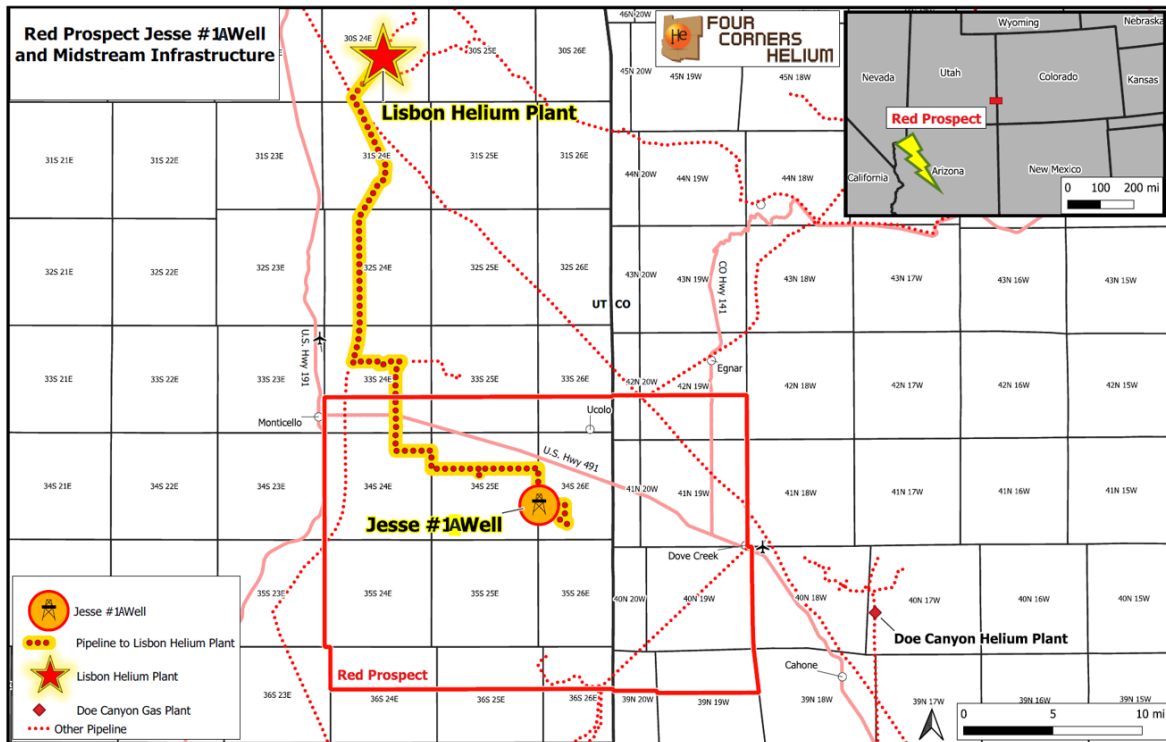 Red Prospect Jesse #1AWell
and Midstream Infrastructure
30S 24E
30S 25E
30S 26E
46N 20W
45N 20W
45N 19W
45N 18W
He
FOUR
CORNERS
HELIUM
Wyoming
Nebraska
Nevada
Utah
Colorado
Kansas
Red Prospect
California
Arizona
New Mexico
0 100 200 mi
Lisbon Helium Plant
31S 21E
31S 22E
31S 23E
31S 24E
31S 25E
31S 26E
44N 20W
44N 19W
44N 18W
32S 21E
32S 22E
32S 23E
32S 24E
32S 25E
32S 26E
43N 20W
43N 19W
CO Hwy 141
43N 18W
43N 17W
43N 16W
43N 15W
UT CO
U.S. Hwy 191
33S 21E
33S 22E
33S 23E
33S 24E
33S 25E
33S 26E
42N 20W
42N 19W
Egnar
42N 18W
42N 17W
42N 16W
42N 15W
Monticello
Ucolo
U.S. Hwy 491
34S 21E
34S 22E
34S 23E
34S 24E
34S 25E
34S 26E
41N 20W
41N 19W
41N 18W
41N 17W
41N 16W
41N 15W
Jesse #1AWell
Dove Creek
35S 23E
35S 24E
35S 25E
35S 26E
40N 20W
40N 19W
40N 18W
40N 17W
40N 16W
40N 15W
Doe Canyon Helium Plant
Cahone
Red Prospect
36S 23E
36S 24E
36S 25E
36S 26E
39N 20W
39N 19W
39N 18W
39N 17W
39N 16W
39N 15W
Jesse #1AWell
Pipeline to Lisbon Helium Plant
Lisbon Helium Plant
Doe Canyon Gas Plant
Other Pipeline
0 5 10 mi